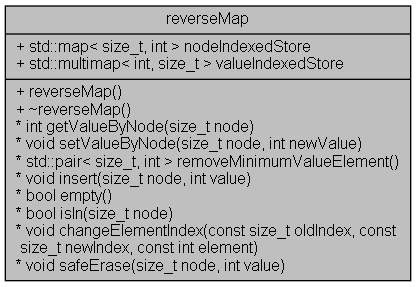 reverseMap
+ std::map< size_t, int > nodeIndexedStore
+ std::multimap< int, size_t > valueIndexedStore
+ reverseMap()
+ ~reverseMap()
* int getValueByNode(size_t node)
* void setValueByNode(size_t node, int newValue)
* std::pair< size_t, int > removeMinimumValueElement()
* void insert(size_t node, int value)
* bool empty()
* bool isIn(size_t node)
* void changeElementIndex(const size_t oldIndex, const
size_t newIndex, const int element)
* void safeErase(size_t node, int value)